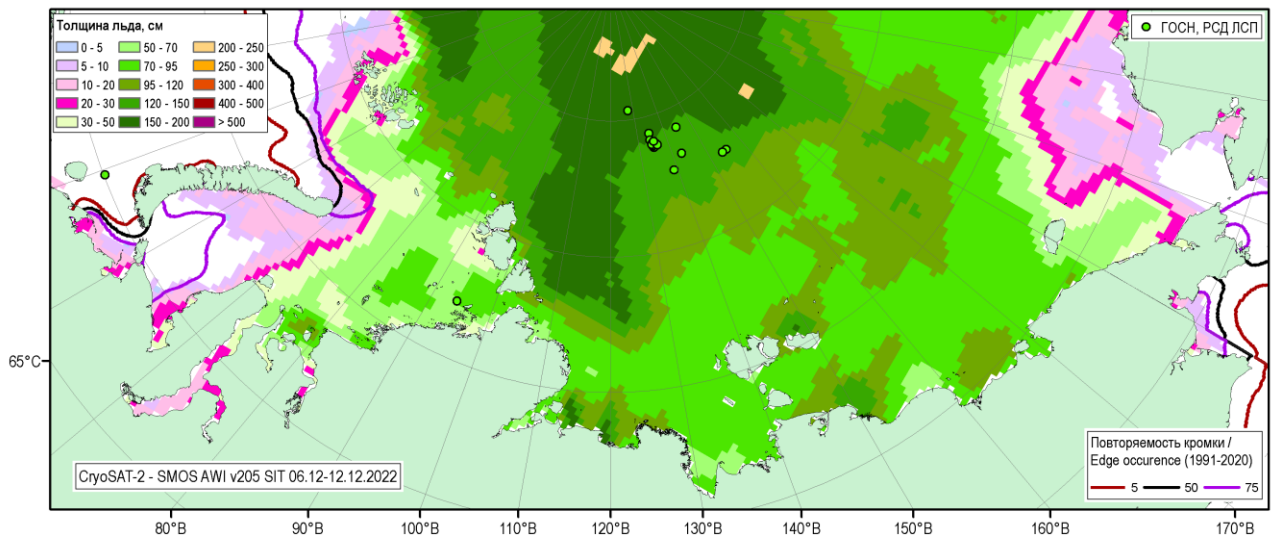 Толщина льда, см
0 - 5
50 - 70
200 - 250
5 - 10
70 - 95
250 - 300
10 - 20
95 - 120
300 - 400
20 - 30
120 - 150
400 - 500
30 - 50
150 - 200
> 500
ГОСН, РСД ЛСП
65°С
CryoSAT-2 - SMOS AWI v205 SIT 06.12-12.12.2022
Повторяемость кромки /
Edge occurence (1991-2020)
5
50
75
80°В
90°В
100°В
110°В
120°В
130°В
140°В
150°В
160°В
170°В